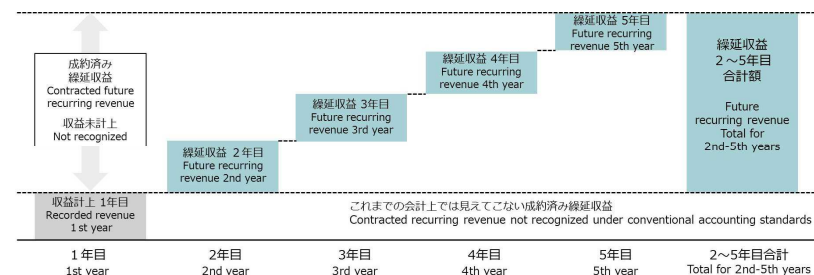 成約済み
繰延収益
Contracted future
recurring revenue
収益未計上
Not recognized
収益計上 1年目
Recorded revenue
1st year
繰延収益 2年目
Future recurring
revenue 2nd year
繰延収益 3年目
Future recurring
revenue 3rd year
繰延収益 4年目
Future recurring
revenue 4th year
繰延収益 5年目
Future recurring
revenue 5th year
繰延収益
2～5年目
合計額
Future
recurring revenue
Total for
2nd-5th years
これまでの会計上では見えてこない成約済み繰延収益
Contracted recurring revenue not recognized under conventional accounting standards
1年目
1st year
2年目
2nd year
3年目
3rd year
4年目
4th year
5年目
5th year
2～5年目合計
Total for 2nd-5th years